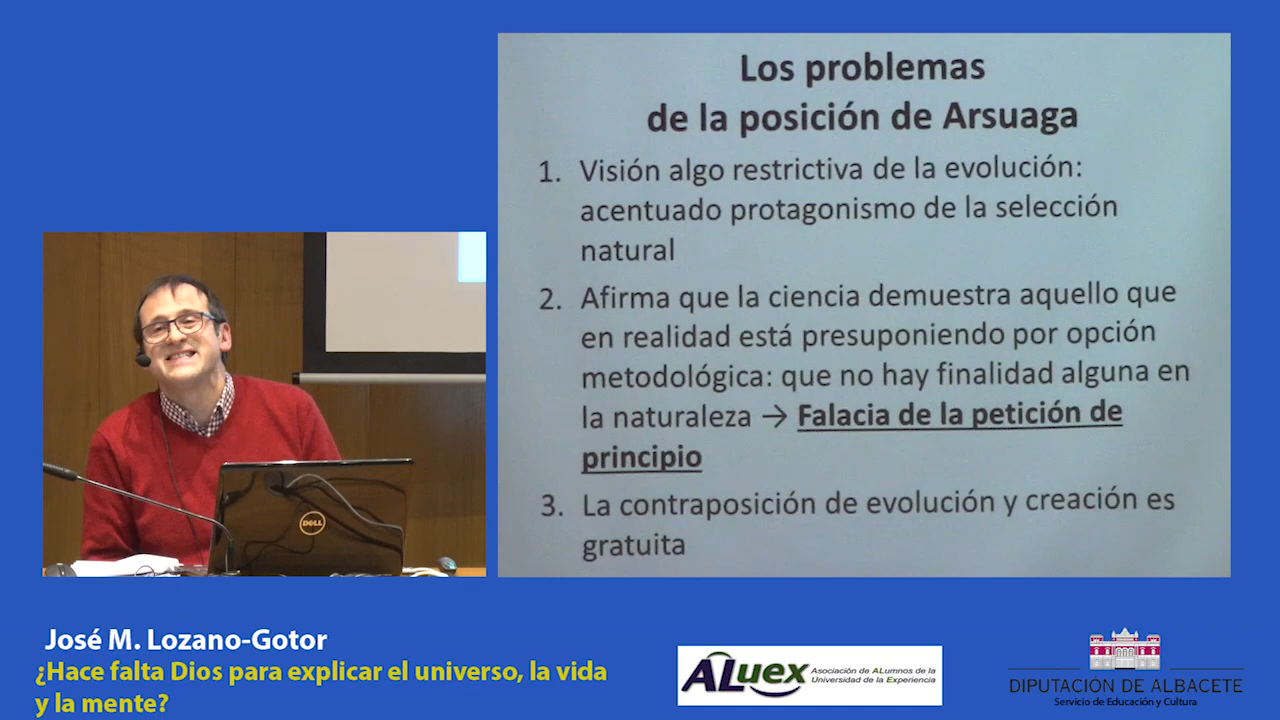 Los problemas
de la posición de Arsuaga
1. Visión algo restrictiva de la evolución:
acentuado protagonismo de la selección
natural
2. Afirma que la ciencia demuestra aquello que
en realidad está presuponiendo por opción
metodológica: que no hay finalidad alguna en
la naturaleza → Falacia de la petición de
principio
3. La contraposición de evolución y creación es
gratuita
DELL
José M. Lozano-Gotor
¿Hace falta Dios para explicar el universo, la vida
y la mente?
ALuex
Asociación de ALumnos de la
Universidad de la Experiencia
DIPUTACIÓN DE ALBACETE
Servicio de Educación y Cultura